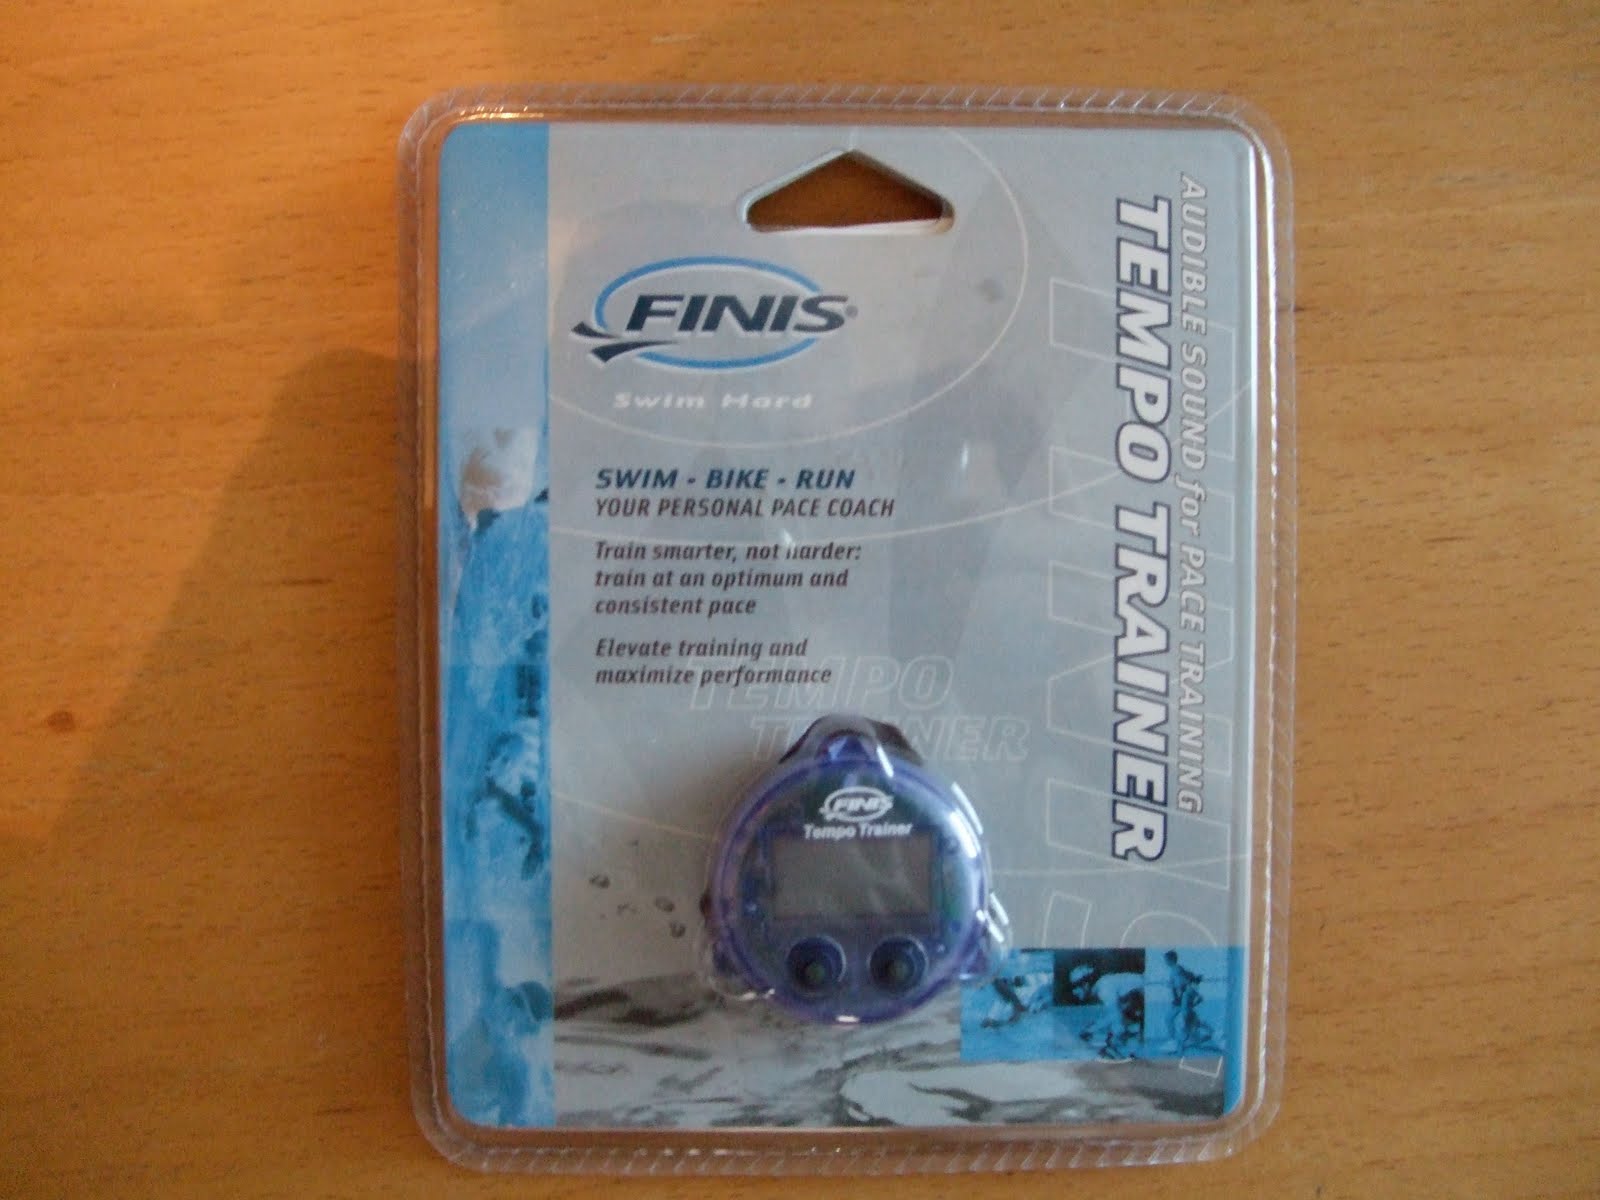 FINIS®
Swim Hard
SWIM - BIKE - RUN
YOUR PERSONAL PACE COACH
Train smarter, not harder:
train at an optimum and
consistent pace
Elevate training and
maximize performance
TEMPO
TRAINER
FINIS
Tempo Trainer
AUDIBLE SOUND for PACE TRAINING
TEMPO TRAINER
FINIS